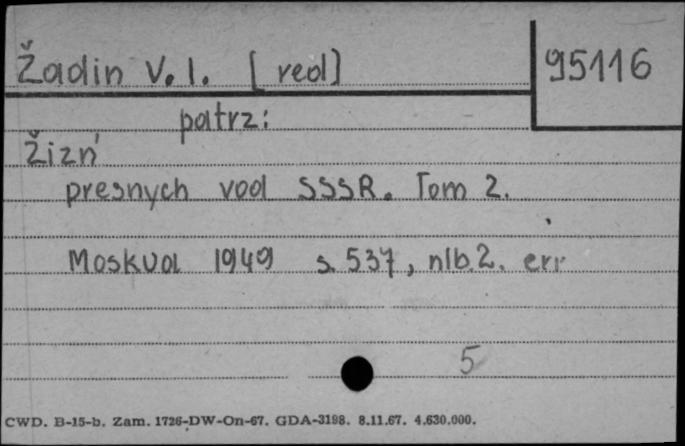 Žadin V. I. [red]
95116
patrz:
Žizń
presnych vod SSSR. Tom 2.
Moskva 1949 s. 537, nlb. 2. err
5
CWD. B-15-b. Zam. 1726-DW-On-67. GDA-3198. 8.11.67. 4.630.000.